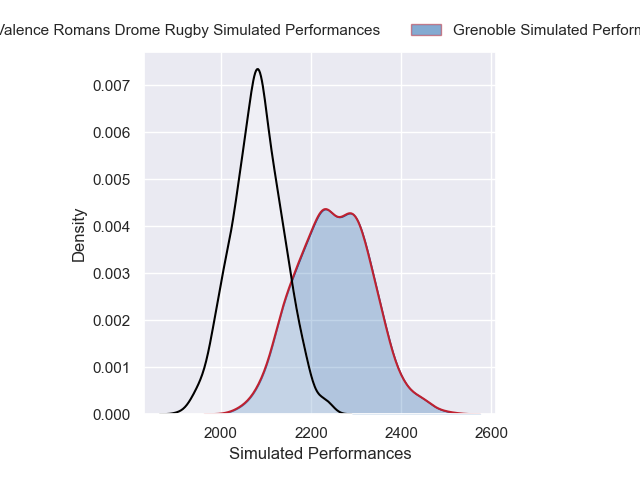 Valence Romans Drome Rugby Simulated Performances
Grenoble Simulated
0.007
0.006
0.005
0.004
0.003
0.002
0.001
0.000
Density
2000 2200 2400 2600
Simulated Performances